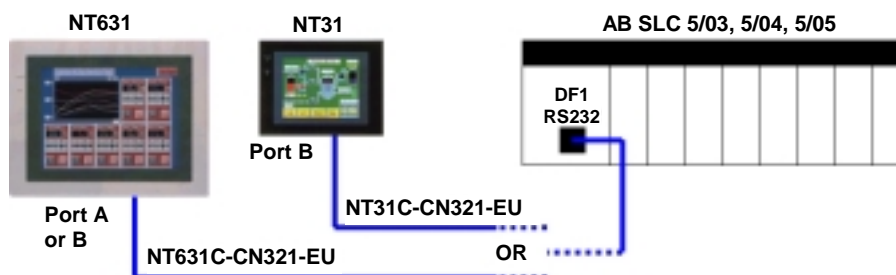 NT631
NT31
AB SLC 5/03, 5/04, 5/05
DF1
RS232
Port B
Port A
or B
NT31C-CN321-EU
NT631C-CN321-EU
OR